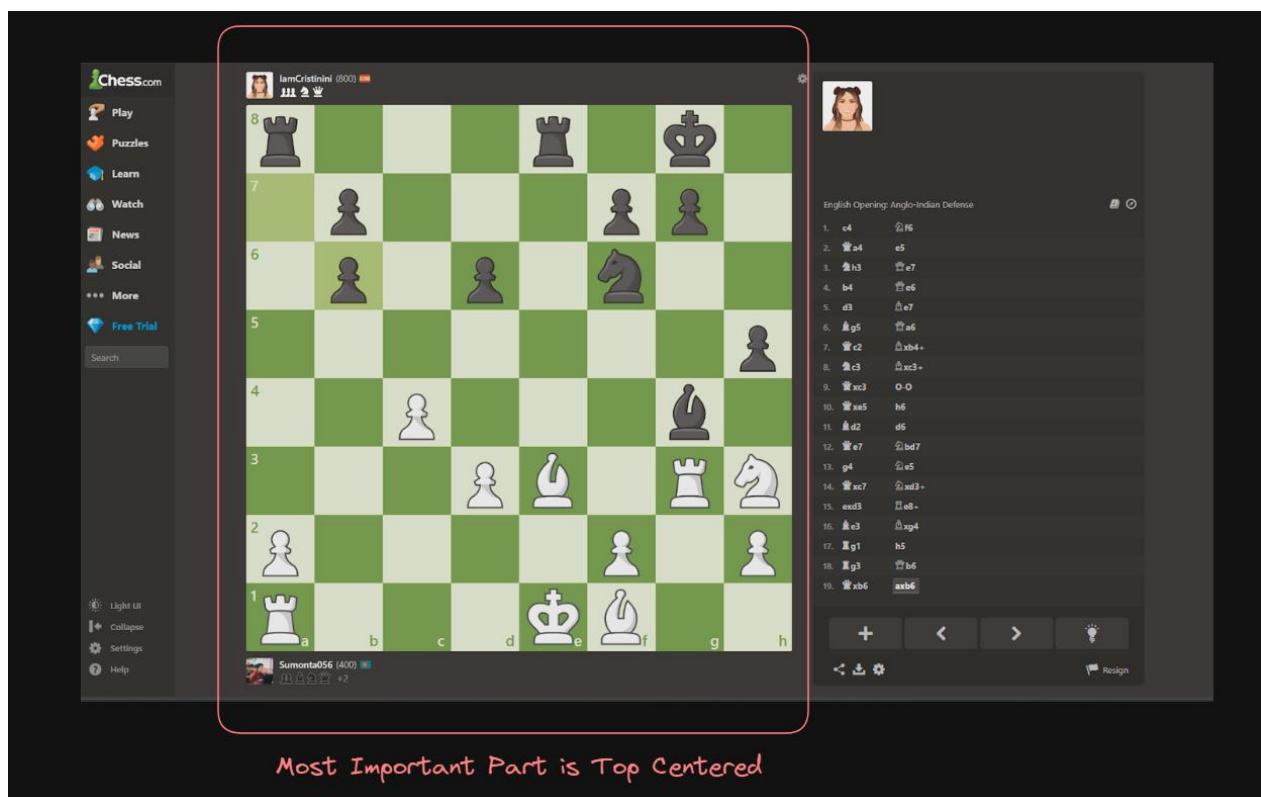 Chess.com
Play
Puzzles
Learn
Watch
News
Social
More
Free Trial
Search
Light UI
Collapse
Settings
Help
IamCristinini (800)
8
7
6
5
4
3
2
1
a b c d e f g h
Sumonta056 (400)
+2
English Opening: Anglo-Indian Defense
1. c4 ♘f6
2. ♛a4 e5
3. ♞h3 ♕e7
4. b4 ♕e6
5. d3 ♗e7
6. ♝g5 ♕a6
7. ♛c2 ♗xb4+
8. ♞c3 ♗xc3+
9. ♛xc3 O-O
10. ♛xe5 h6
11. ♝d2 d6
12. ♛e7 ♘bd7
13. g4 ♘e5
14. ♛xc7 ♘xd3+
15. exd3 ♖e8+
16. ♝e3 ♗xg4
17. ♜g1 h5
18. ♜g3 ♕b6
19. ♛xb6 axb6
Resign
Most Important Part is Top Centered